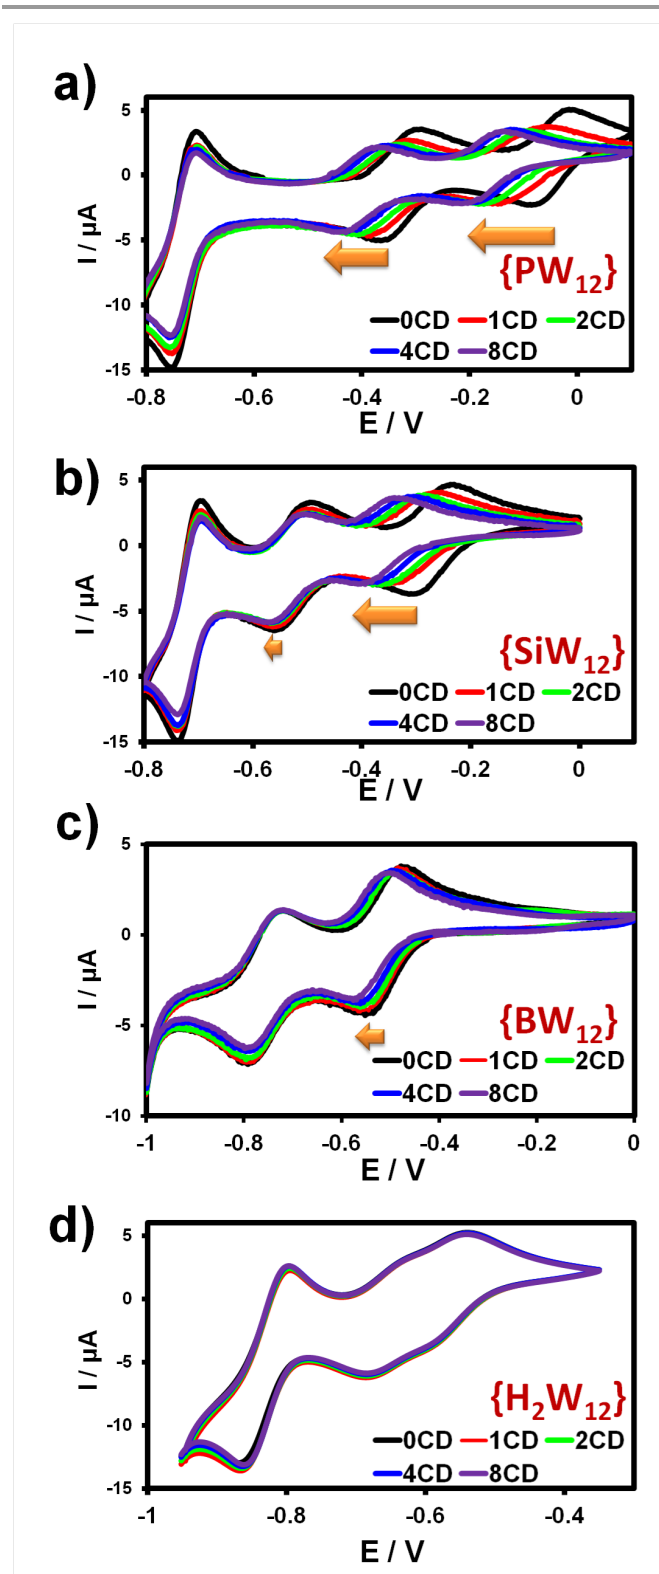 a)
5
0
-5
-10
-15
I / µA
{PW12}
0CD 1CD 2CD
4CD 8CD
-0.8 -0.6 -0.4 -0.2 0
E / V
b)
5
0
-5
-10
-15
I / µA
{SiW12}
0CD 1CD 2CD
4CD 8CD
-0.8 -0.6 -0.4 -0.2 0
E / V
c)
5
0
-5
-10
I / µA
{BW12}
0CD 1CD 2CD
4CD 8CD
-1 -0.8 -0.6 -0.4 -0.2 0
E / V
d)
5
0
-5
-10
-15
I / µA
{H2W12}
0CD 1CD 2CD
4CD 8CD
-1 -0.8 -0.6 -0.4
E / V